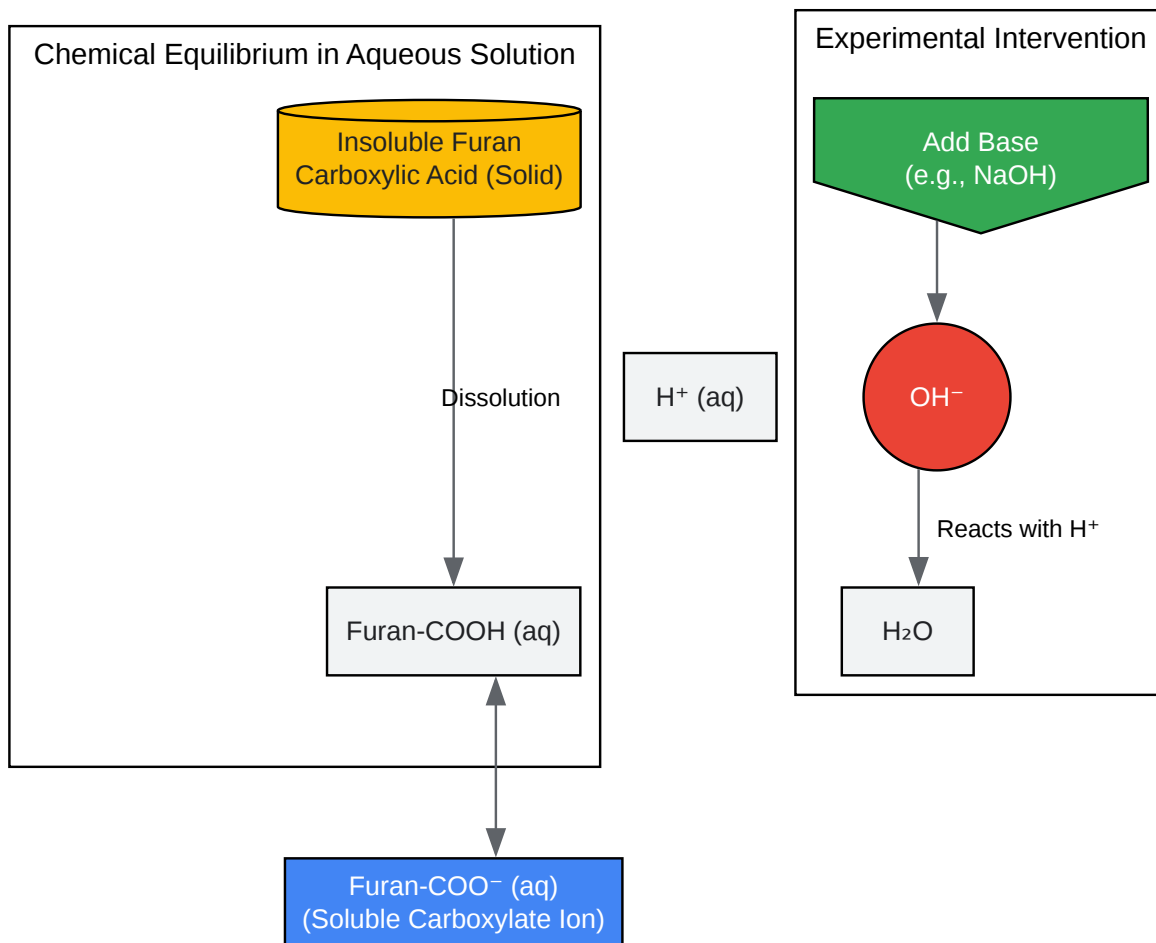 Chemical Equilibrium in Aqueous Solution
Insoluble Furan
Carboxylic Acid (Solid)
Dissolution
Furan-COOH (aq)
Furan-COO⁻ (aq)
(Soluble Carboxylate Ion)
H⁺ (aq)
Experimental Intervention
Add Base
(e.g., NaOH)
OH⁻
Reacts with H⁺
H₂O